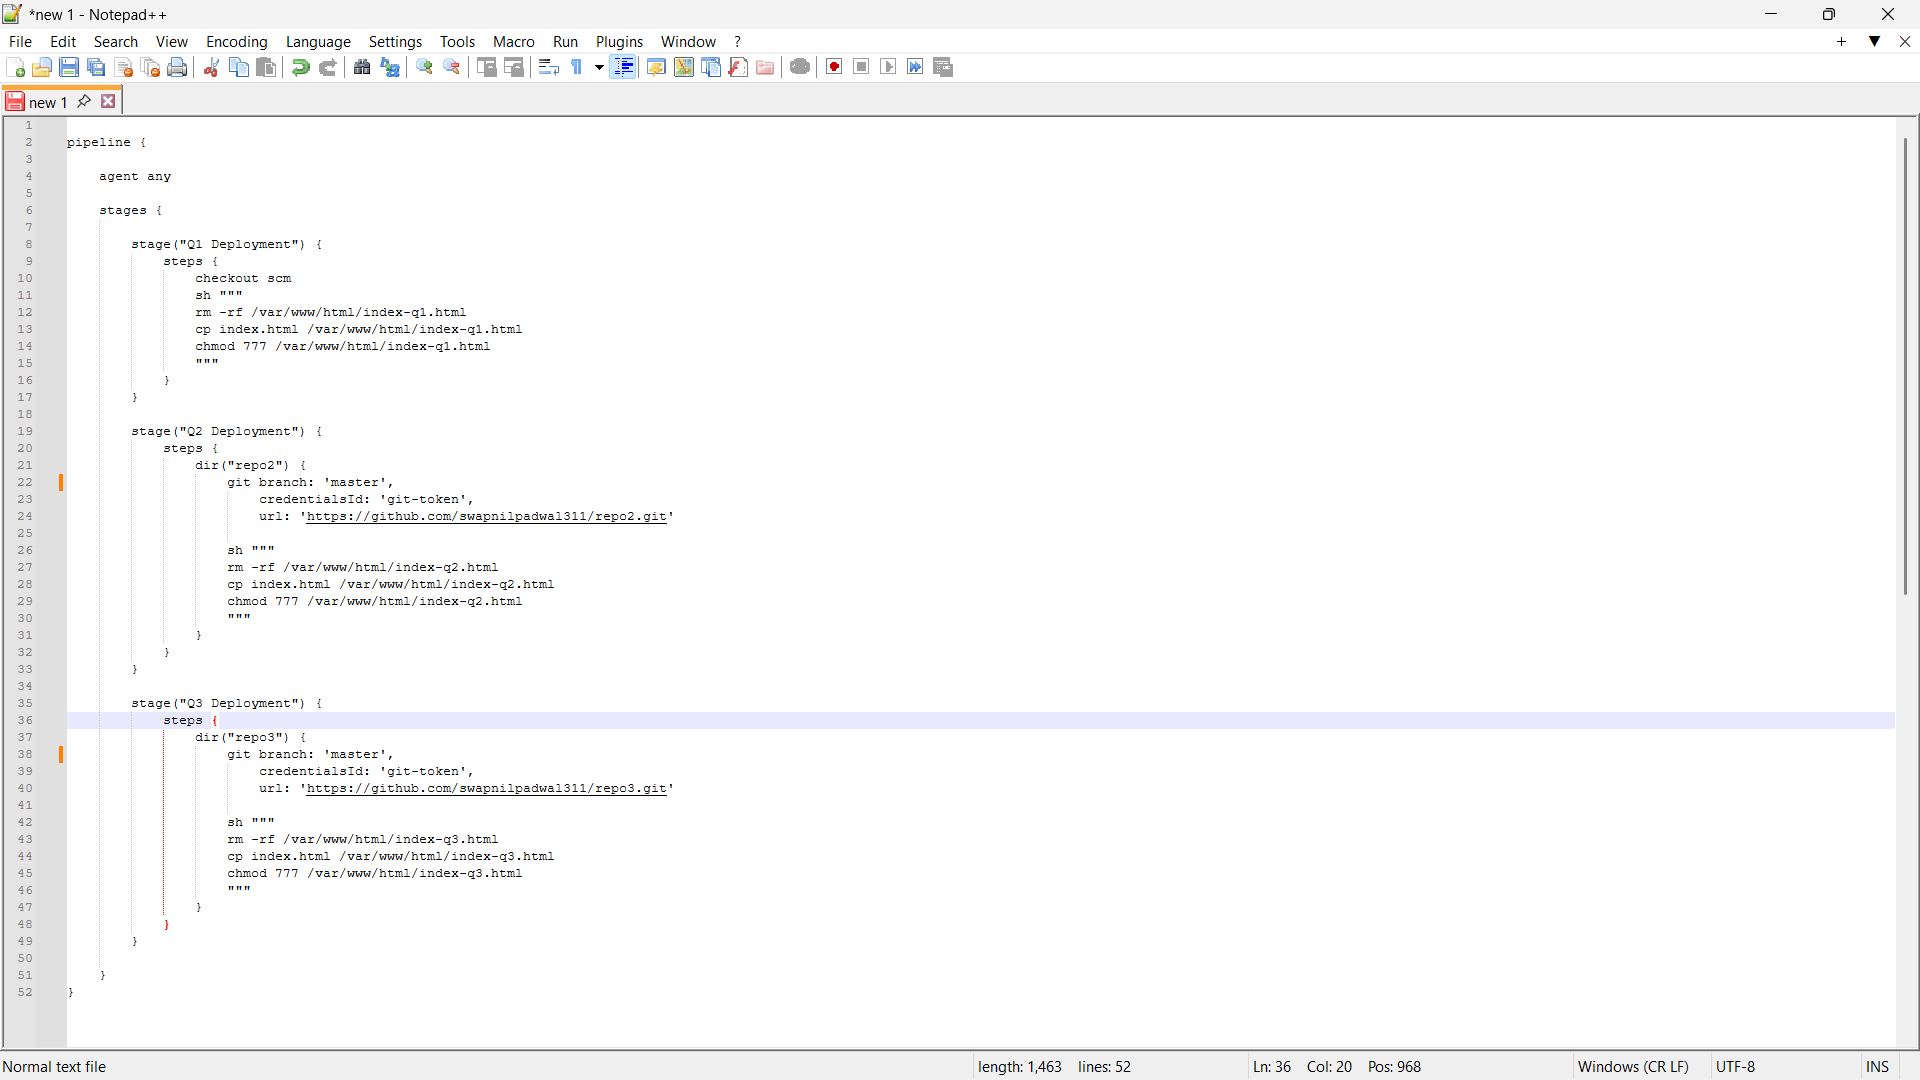 *new 1 - Notepad++
File Edit Search View Encoding Language Settings Tools Macro Run Plugins Window ?
new 1
1
2 pipeline {
3
4     agent any
5
6     stages {
7
8         stage("Q1 Deployment") {
9             steps {
10                 checkout scm
11                 sh """
12                 rm -rf /var/www/html/index-q1.html
13                 cp index.html /var/www/html/index-q1.html
14                 chmod 777 /var/www/html/index-q1.html
15                 """
16             }
17         }
18
19         stage("Q2 Deployment") {
20             steps {
21                 dir("repo2") {
22                     git branch: 'master',
23                         credentialsId: 'git-token',
24                         url: 'https://github.com/swapnilpadwal311/repo2.git'
25
26                     sh """
27                     rm -rf /var/www/html/index-q2.html
28                     cp index.html /var/www/html/index-q2.html
29                     chmod 777 /var/www/html/index-q2.html
30                     """
31                 }
32             }
33         }
34
35         stage("Q3 Deployment") {
36             steps {
37                 dir("repo3") {
38                     git branch: 'master',
39                         credentialsId: 'git-token',
40                         url: 'https://github.com/swapnilpadwal311/repo3.git'
41
42                     sh """
43                     rm -rf /var/www/html/index-q3.html
44                     cp index.html /var/www/html/index-q3.html
45                     chmod 777 /var/www/html/index-q3.html
46                     """
47                 }
48             }
49         }
50
51     }
52 }
Normal text file length: 1,463 lines: 52 Ln: 36 Col: 20 Pos: 968 Windows (CR LF) UTF-8 INS